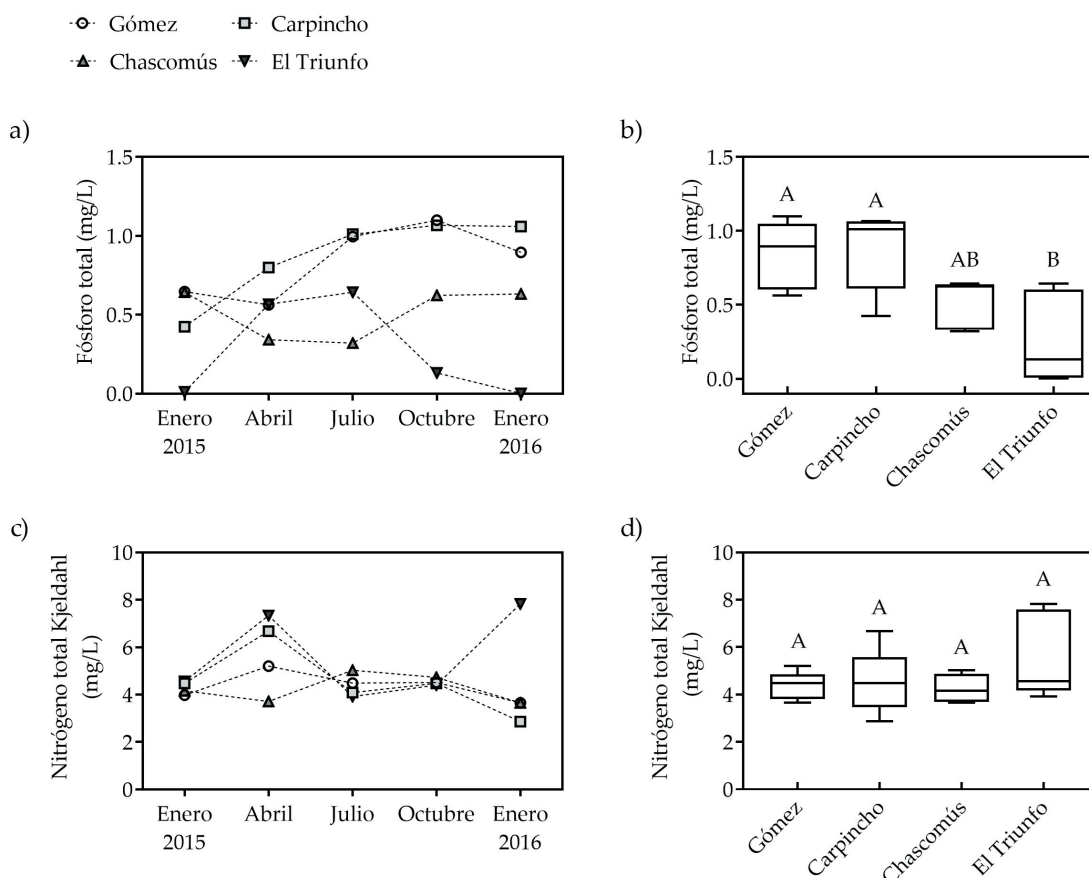 Gómez
Carpincho
Chascomús
El Triunfo
a)
Fósforo total (mg/L)
1.5
1.0
0.5
0.0
Enero 2015
Abril
Julio
Octubre
Enero 2016
b)
Fósforo total (mg/L)
1.5
1.0
0.5
0.0
A
A
AB
B
Gómez
Carpincho
Chascomús
El Triunfo
c)
Nitrógeno total Kjeldahl
(mg/L)
10
8
6
4
2
0
Enero 2015
Abril
Julio
Octubre
Enero 2016
d)
Nitrógeno total Kjeldahl
(mg/L)
10
8
6
4
2
0
A
A
A
A
Gómez
Carpincho
Chascomús
El Triunfo